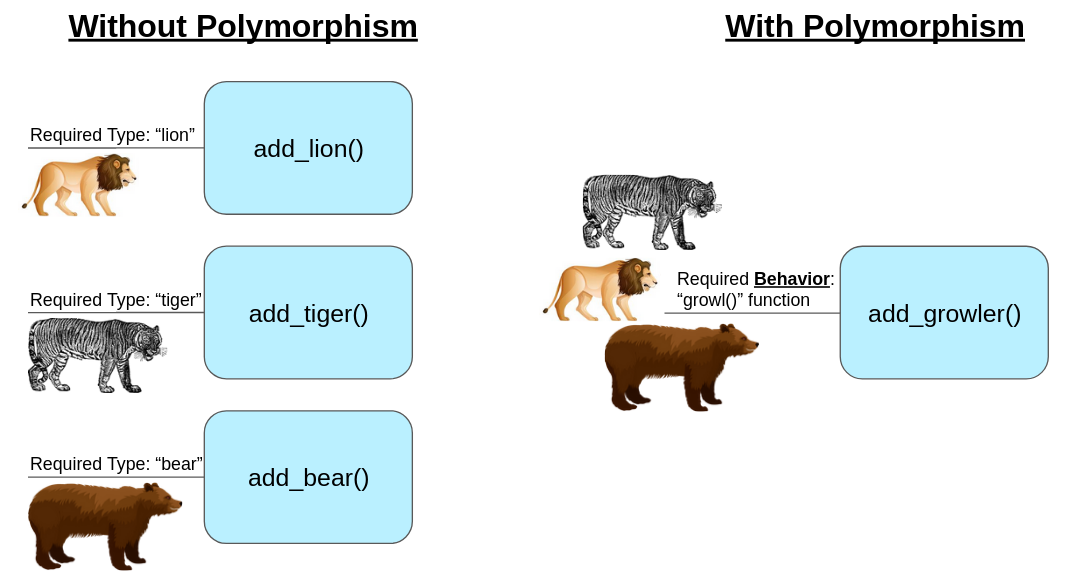 Without Polymorphism
Required Type: “lion”
add_lion()
Required Type: “tiger”
add_tiger()
Required Type: “bear”
add_bear()
With Polymorphism
Required Behavior:
“growl()” function
add_growler()